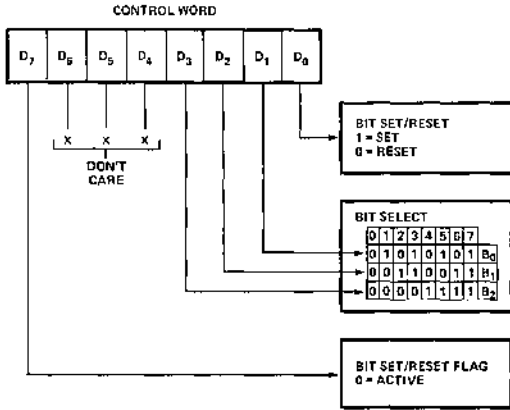 CONTROL WORD
D7 D6 D5 D4 D3 D2 D1 D0
X X X
DON'T
CARE
BIT SET/RESET
1 = SET
0 = RESET
BIT SELECT
0 1 2 3 4 5 6 7
0 1 0 1 0 1 0 1 B0
0 0 1 1 0 0 1 1 B1
0 0 0 0 1 1 1 1 B2
BIT SET/RESET FLAG
0 = ACTIVE